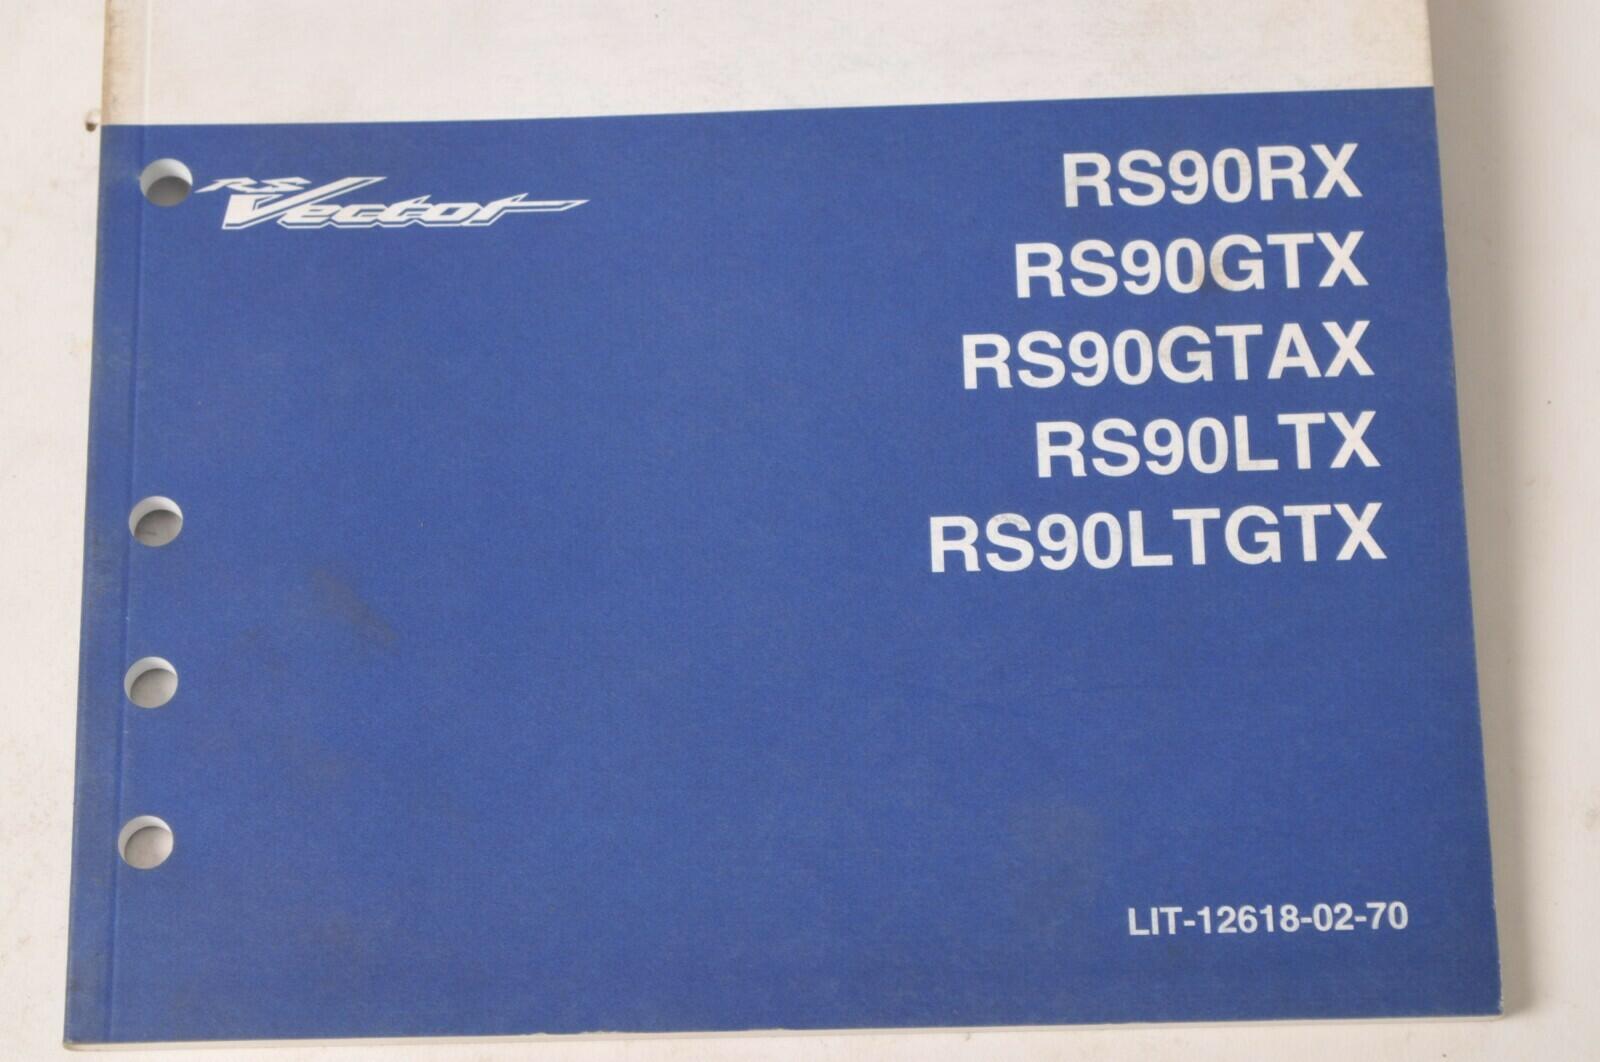 RS
Vector
RS90RX
RS90GTX
RS90GTAX
RS90LTX
RS90LTGTX
LIT-12618-02-70